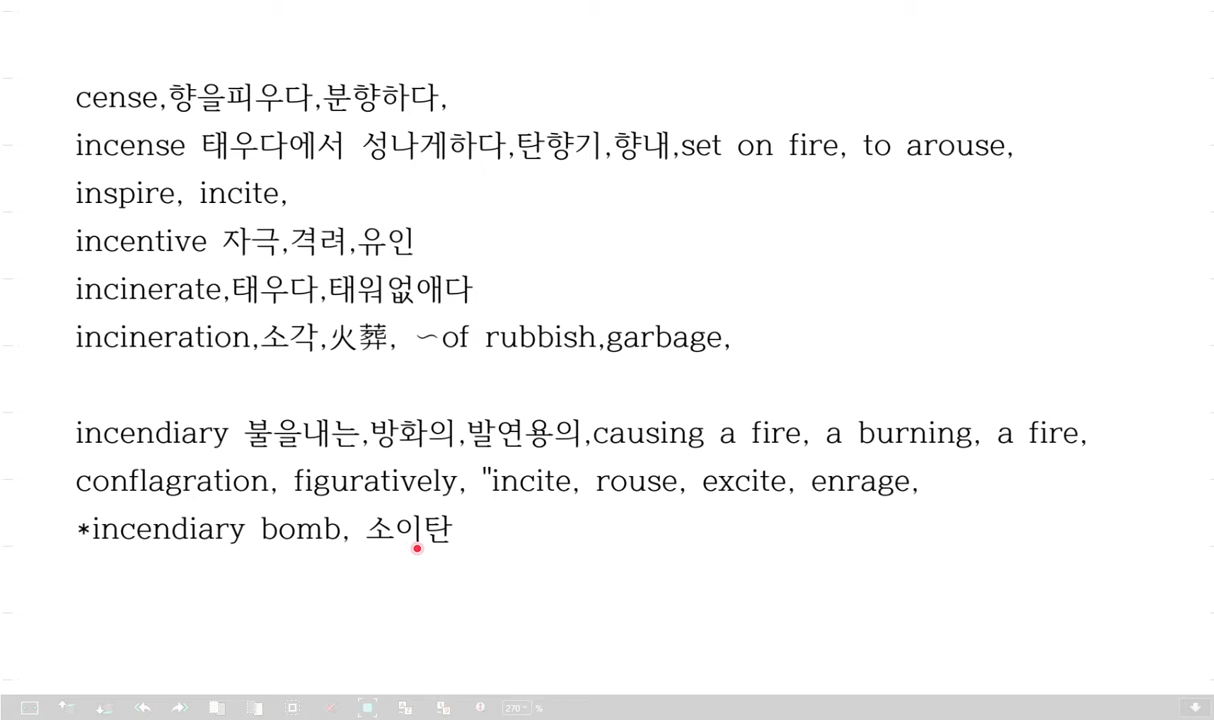 cense,향을피우다,분향하다,
incense 태우다에서 성나게하다,탄향기,향내,set on fire, to arouse,
inspire, incite,
incentive 자극,격려,유인
incinerate,태우다,태워없애다
incineration,소각,火葬, ∽of rubbish,garbage,
incendiary 불을내는,방화의,발연용의,causing a fire, a burning, a fire,
conflagration, figuratively, "incite, rouse, excite, enrage,
*incendiary bomb, 소이탄
270 %